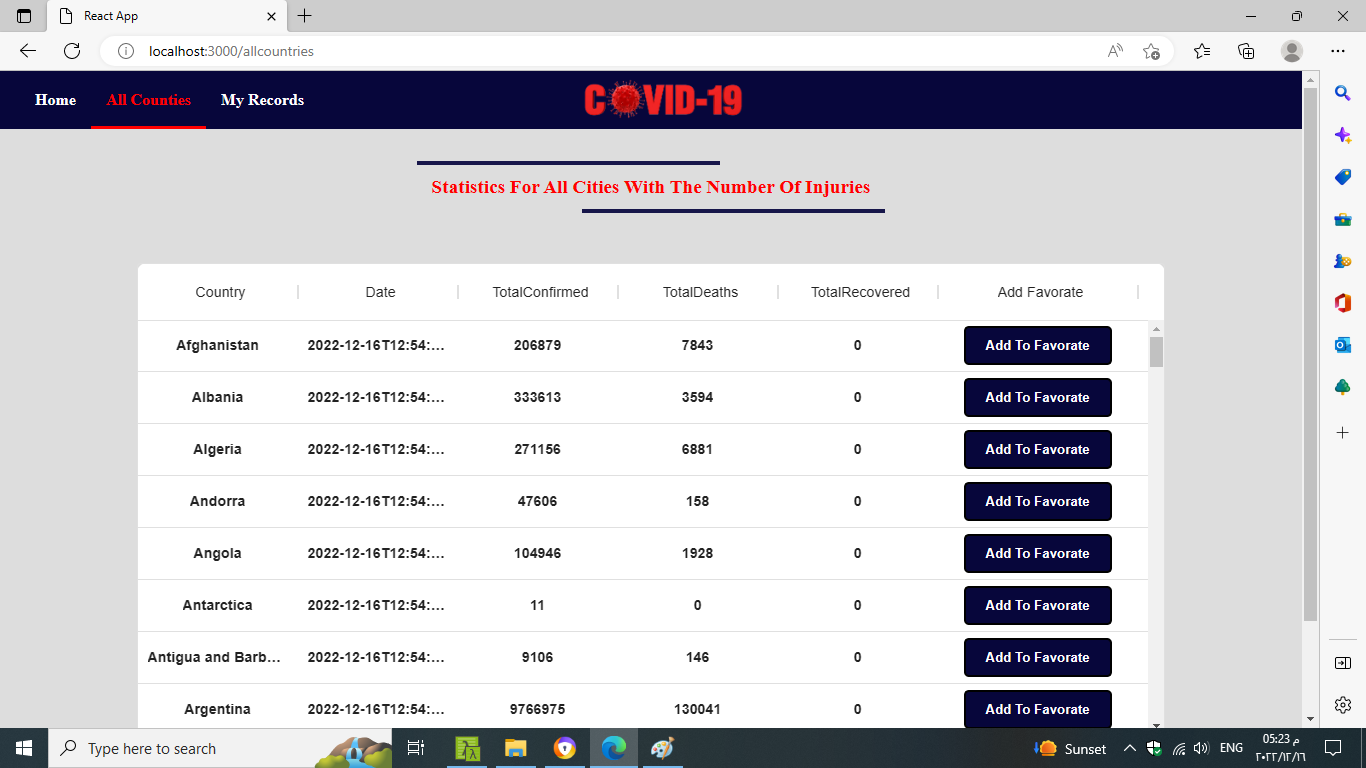 React App
localhost:3000/allcountries
Home All Counties My Records COVID-19
Statistics For All Cities With The Number Of Injuries
Country Date TotalConfirmed TotalDeaths TotalRecovered Add Favorate
Afghanistan 2022-12-16T12:54:... 206879 7843 0 Add To Favorate
Albania 2022-12-16T12:54:... 333613 3594 0 Add To Favorate
Algeria 2022-12-16T12:54:... 271156 6881 0 Add To Favorate
Andorra 2022-12-16T12:54:... 47606 158 0 Add To Favorate
Angola 2022-12-16T12:54:... 104946 1928 0 Add To Favorate
Antarctica 2022-12-16T12:54:... 11 0 0 Add To Favorate
Antigua and Barb... 2022-12-16T12:54:... 9106 146 0 Add To Favorate
Argentina 2022-12-16T12:54:... 9766975 130041 0 Add To Favorate
Type here to search Sunset ENG 05:23 م
٢٠٢٢/١٢/١٦